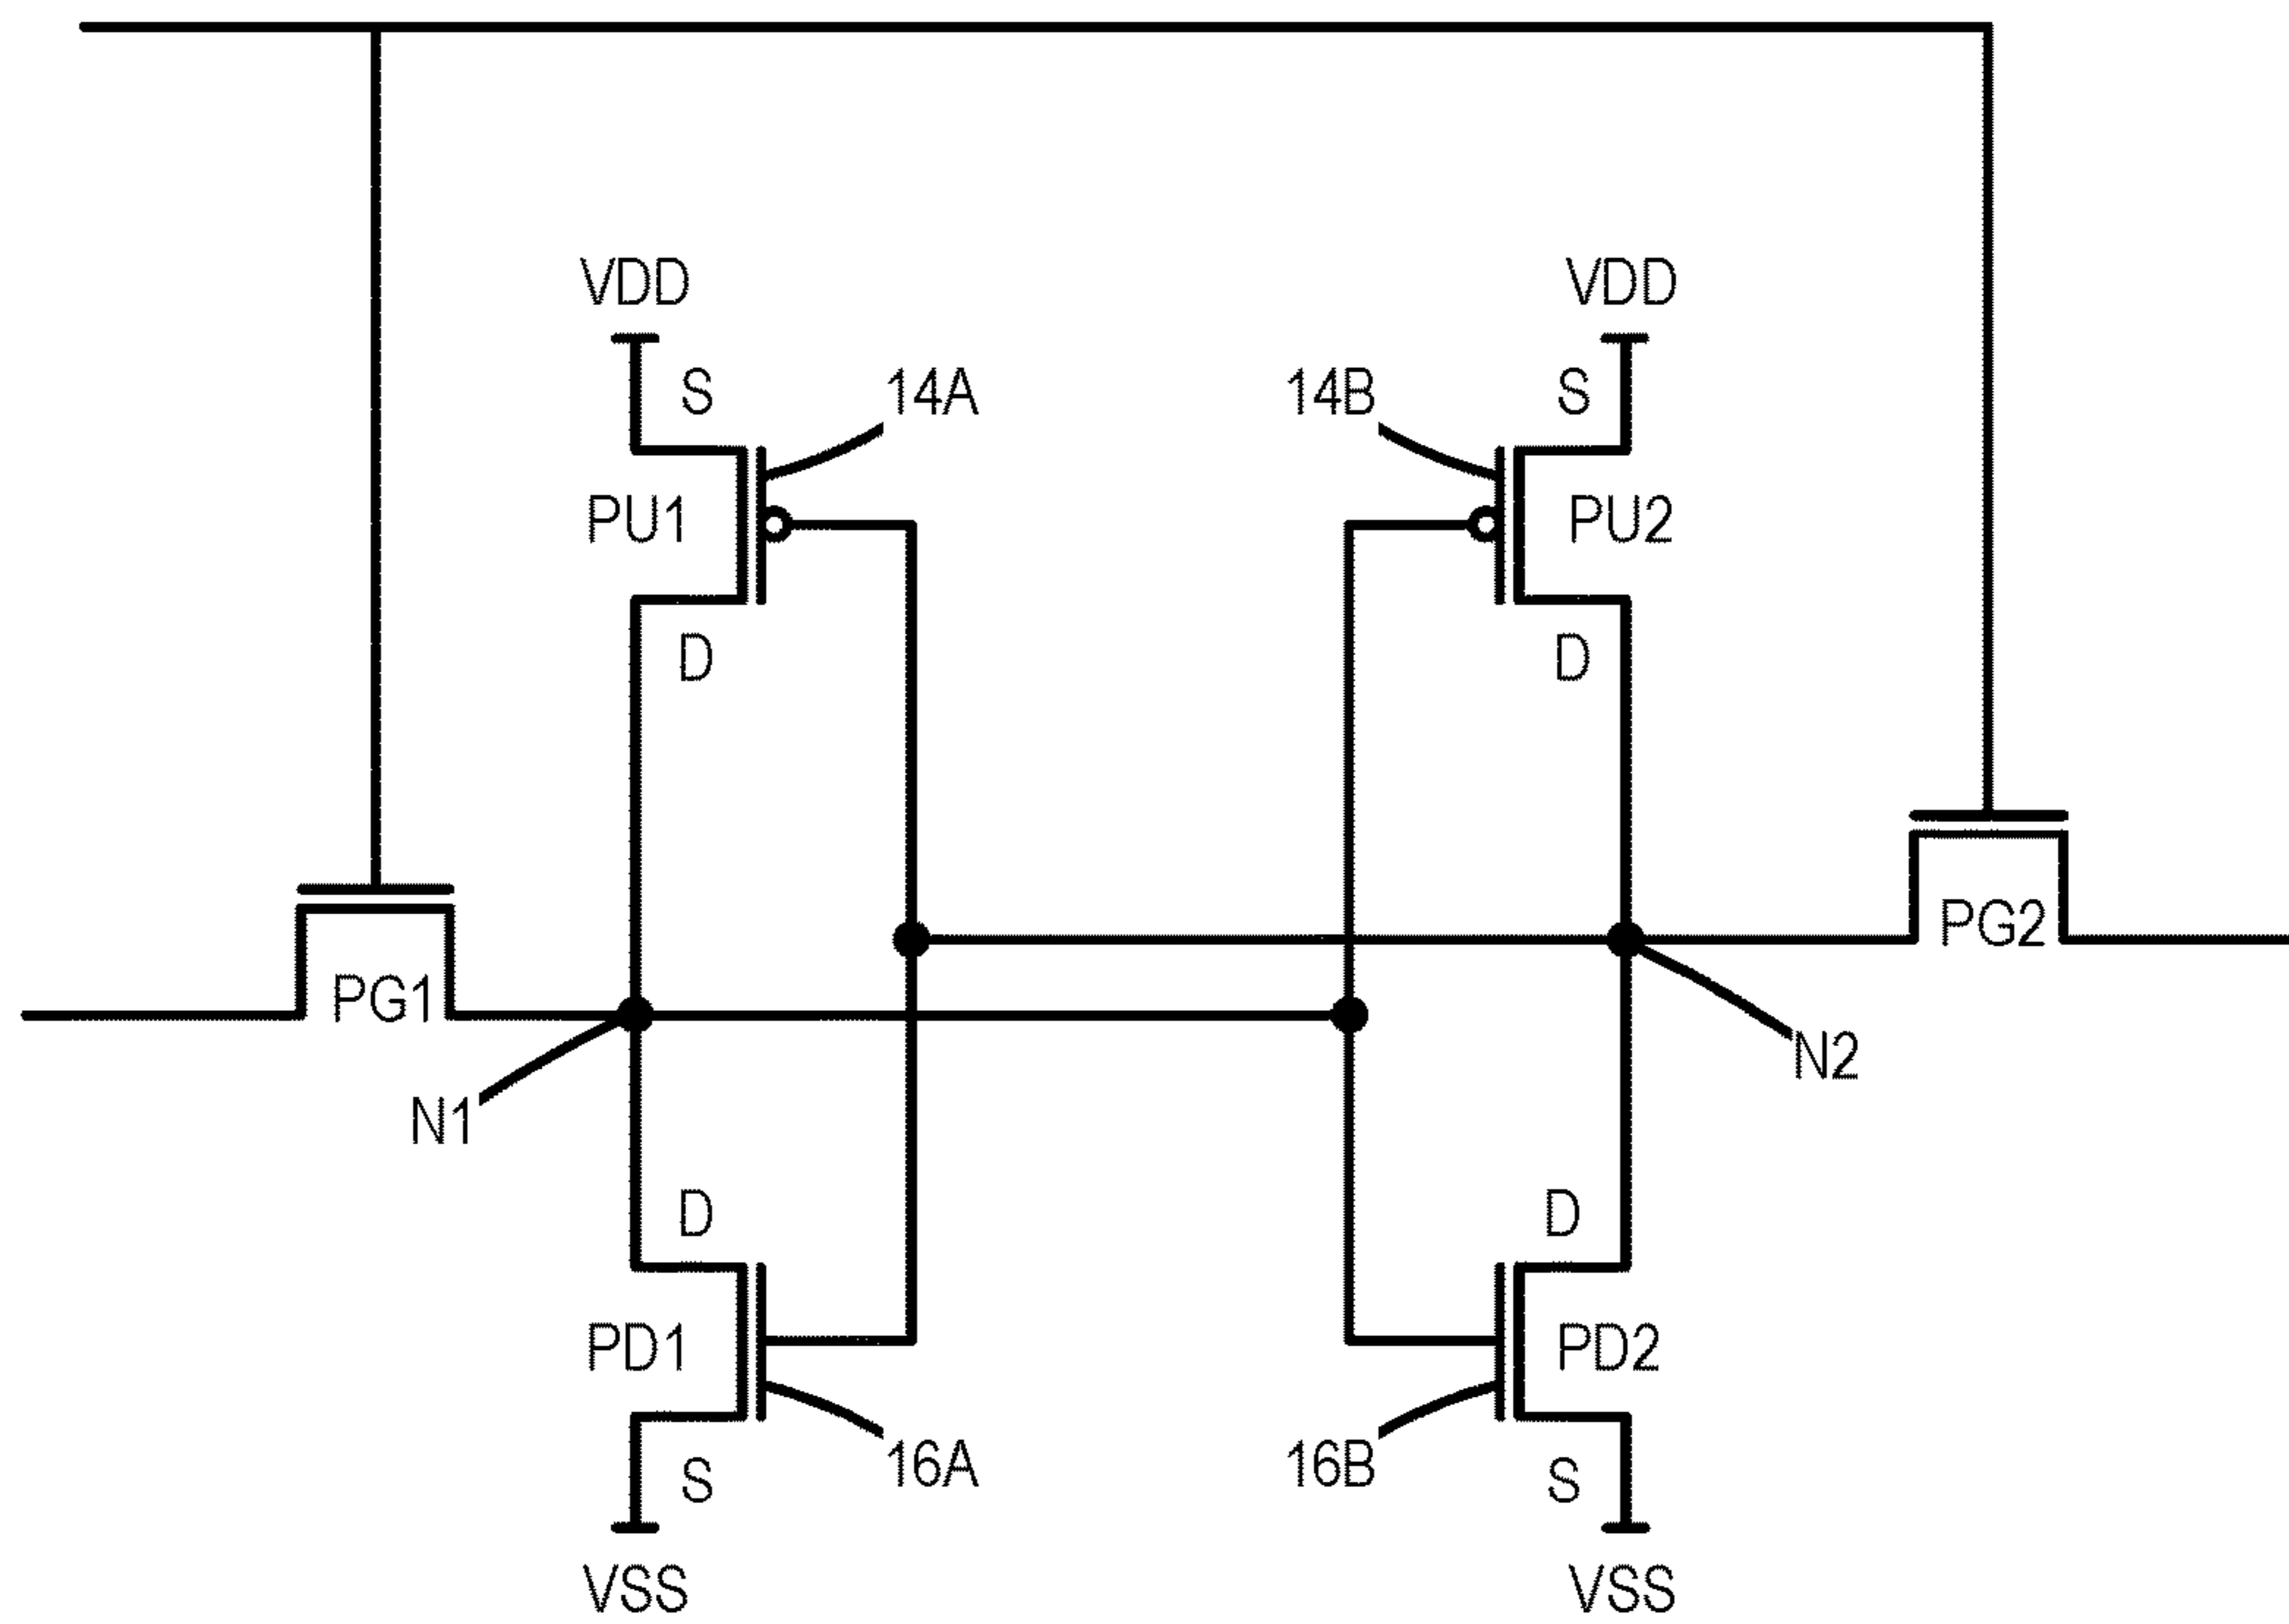 VDD VDD
S 14A 14B S
PU1 PU2
D D
PG2
PG1
N2
N1
D D
PD1 PD2
16A 16B
S S
VSS VSS